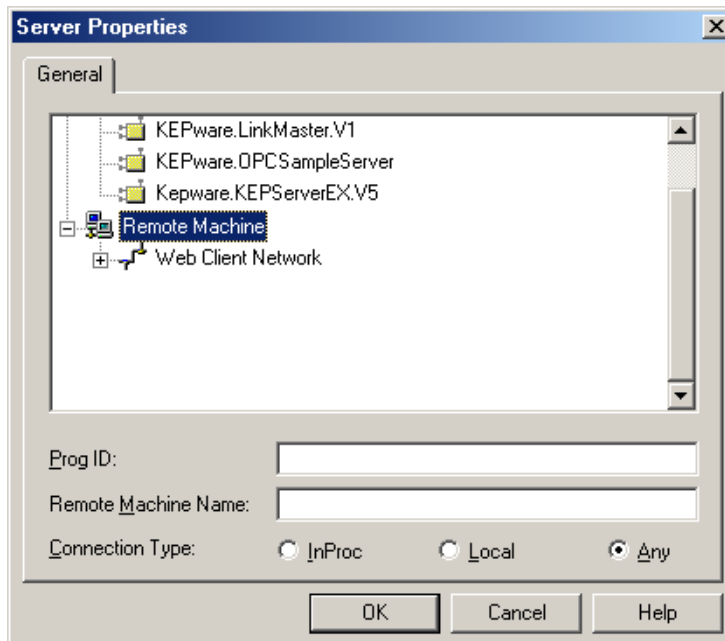 Server Properties
General
KEPware.LinkMaster.V1
KEPware.OPCSampleServer
Kepware.KEPServerEX.V5
Remote Machine
Web Client Network
Prog ID:
Remote Machine Name:
Connection Type: InProc Local Any
OK Cancel Help